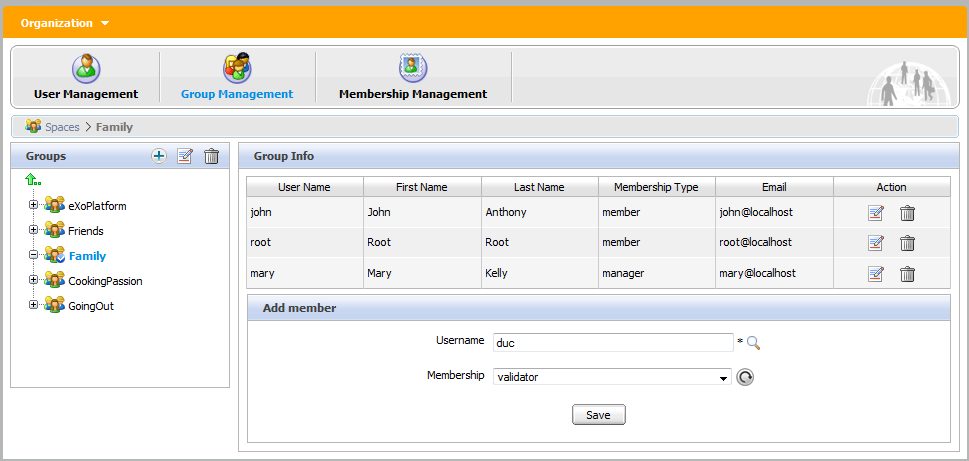 Organization
User Management
Group Management
Membership Management
Spaces > Family
Groups
eXoPlatform
Friends
Family
CookingPassion
GoingOut
Group Info
User Name First Name Last Name Membership Type Email Action
john John Anthony member john@localhost
root Root Root member root@localhost
mary Mary Kelly manager mary@localhost
Add member
Username duc *
Membership validator
Save